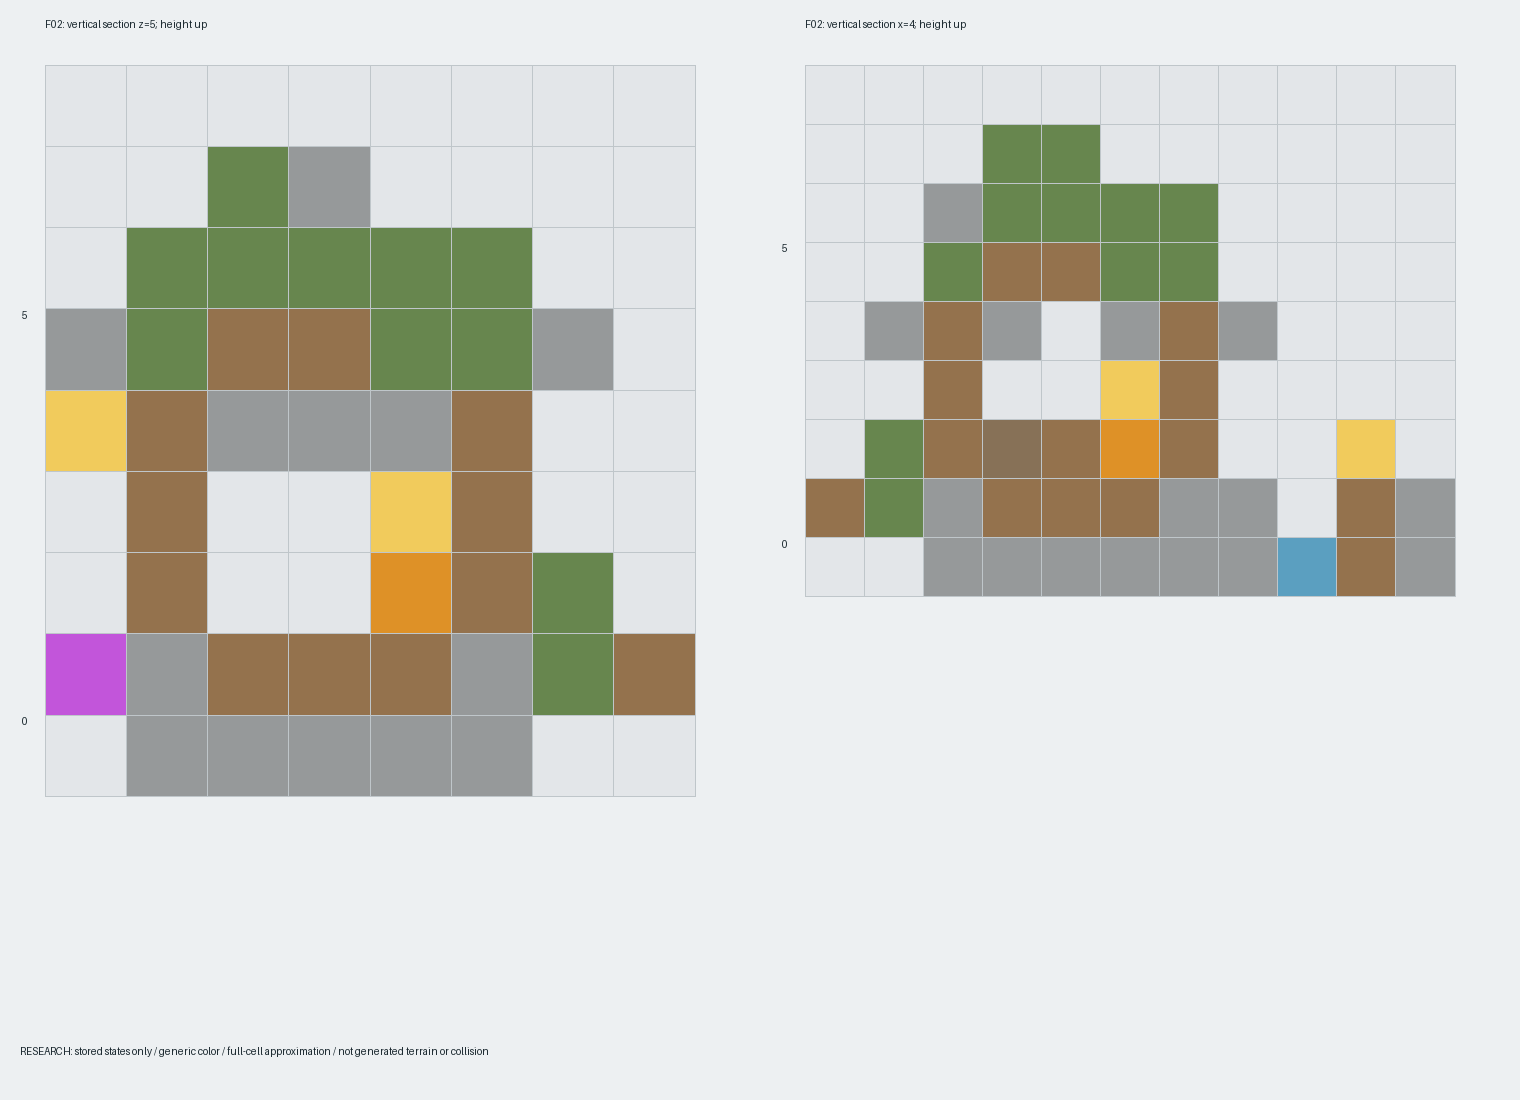 F02: vertical section z=5; height up
F02: vertical section x=4; height up
5
0
5
0
RESEARCH: stored states only / generic color / full-cell approximation / not generated terrain or collision